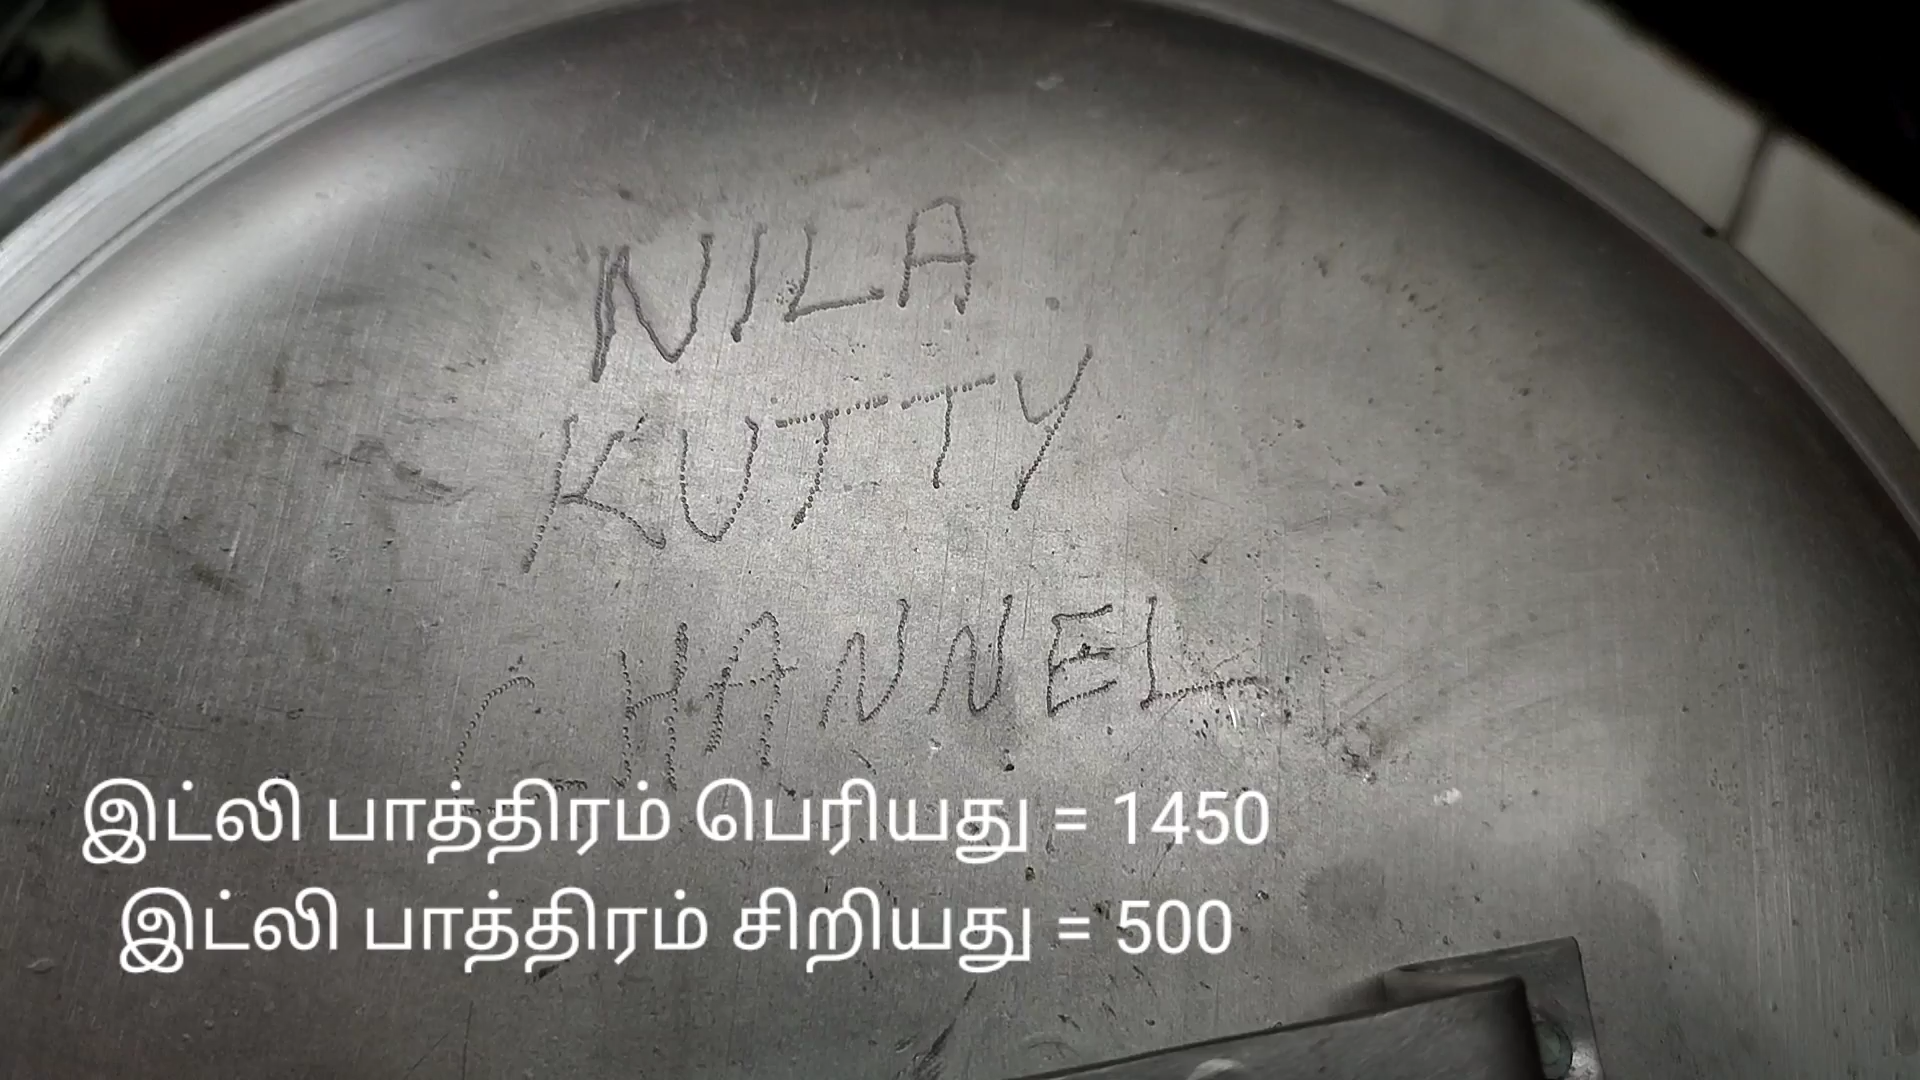 NILA
KUTTY
CHANNEL
இட்லி பாத்திரம் பெரியது = 1450
இட்லி பாத்திரம் சிறியது = 500